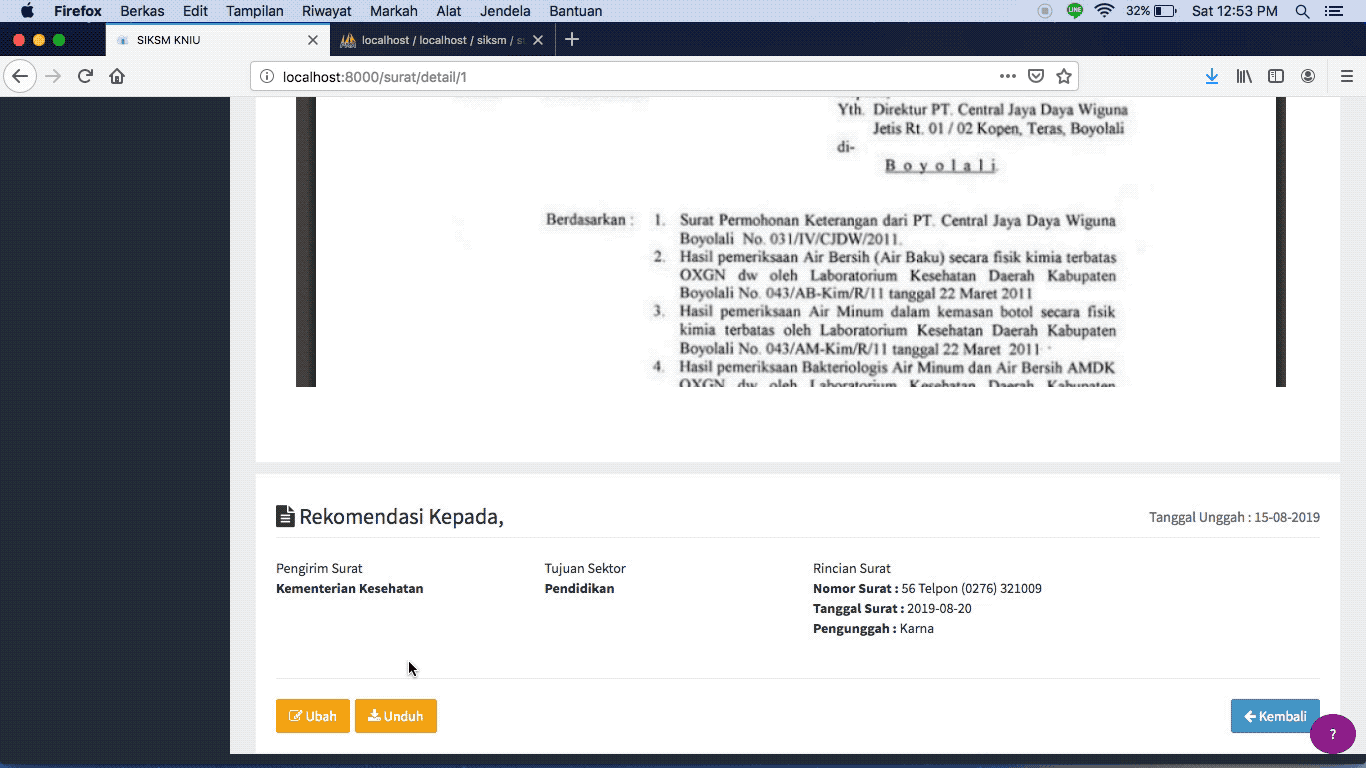 Firefox Berkas Edit Tampilan Riwayat Markah Alat Jendela Bantuan
LINE 32% Sat 12:53 PM
SIKSM KNIU
localhost / localhost / siksm /
localhost:8000/surat/detail/1
Yth. Direktur PT. Central Jaya Daya Wiguna
Jetis Rt. 01 / 02 Kopen, Teras, Boyolali
di-
B o y o l a l i.
Berdasarkan : 1. Surat Permohonan Keterangan dari PT. Central Jaya Daya Wiguna
Boyolali No. 031/IV/CJDW/2011.
2. Hasil pemeriksaan Air Bersih (Air Baku) secara fisik kimia terbatas
OXGN dw oleh Laboratorium Kesehatan Daerah Kabupaten
Boyolali No. 043/AB-Kim/R/11 tanggal 22 Maret 2011
3. Hasil pemeriksaan Air Minum dalam kemasan botol secara fisik
kimia terbatas oleh Laboratorium Kesehatan Daerah Kabupaten
Boyolali No. 043/AM-Kim/R/11 tanggal 22 Maret 2011
4. Hasil pemeriksaan Bakteriologis Air Minum dan Air Bersih AMDK
OXGN dw oleh Laboratorium Kesehatan Daerah Kabupaten
Rekomendasi Kepada,
Tanggal Unggah : 15-08-2019
Pengirim Surat
Kementerian Kesehatan
Tujuan Sektor
Pendidikan
Rincian Surat
Nomor Surat : 56 Telpon (0276) 321009
Tanggal Surat : 2019-08-20
Pengunggah : Karna
Ubah
Unduh
Kembali
?